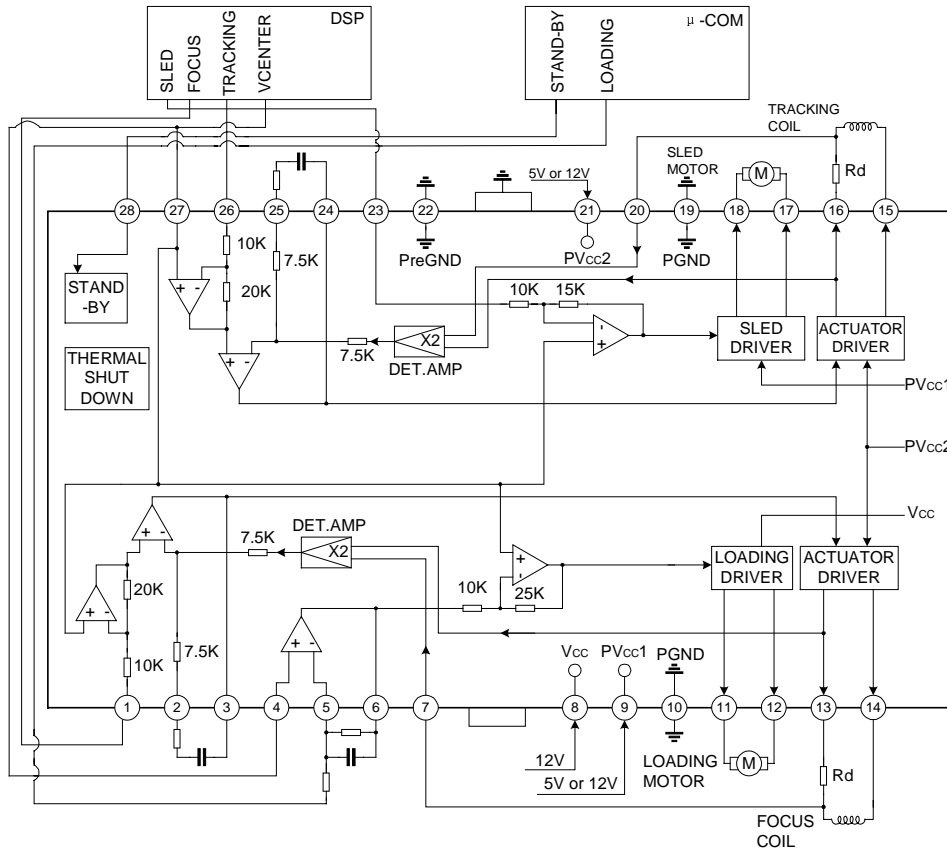 DSP
SLED
FOCUS
TRACKING
VCENTER
μ-COM
STAND-BY
LOADING
TRACKING
COIL
SLED
MOTOR
Rd
5V or 12V
M
28
27
26
25
24
23
22
21
20
19
18
17
16
15
PreGND
PVCC2
PGND
10K
7.5K
20K
STAND
-BY
+ -
10K
15K
X2
7.5K
DET.AMP
-
+
SLED
DRIVER
ACTUATOR
DRIVER
+ -
THERMAL
SHUT
DOWN
PVCC1
PVCC2
VCC
DET.AMP
7.5K
X2
+ -
LOADING
DRIVER
ACTUATOR
DRIVER
+
-
20K
10K
25K
+ -
+ -
10K
7.5K
VCC
PVCC1
PGND
1
2
3
4
5
6
7
8
9
10
11
12
13
14
12V
5V or 12V
LOADING
MOTOR
M
Rd
FOCUS
COIL